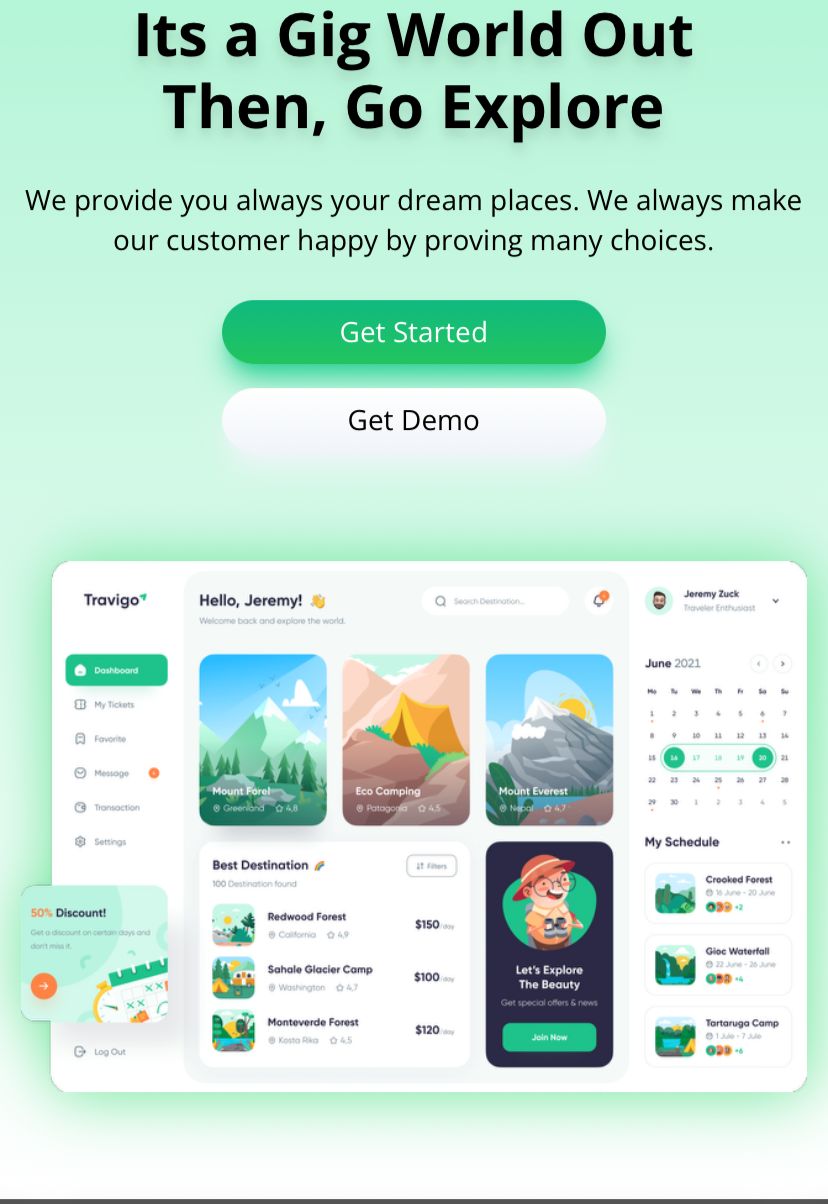 Its a Gig World Out
Then, Go Explore
We provide you always your dream places. We always make
our customer happy by proving many choices.
Get Started
Get Demo
Travigo
Dashboard
My Tickets
Favorite
Message
Transaction
Settings
50% Discount!
Get a discount on certain days and
don't miss it.
Log Out
Hello, Jeremy!
Welcome back and explore the world.
Search Destination...
Mount Forel
Greenland 4,8
Eco Camping
Patagonia 4,5
Mount Everest
Nepal 4,7
Best Destination
100 Destination found
Filters
Redwood Forest
California 4,9
$150/day
Sahale Glacier Camp
Washington 4,7
$100/day
Monteverde Forest
Kosta Rika 4,5
$120/day
Let's Explore
The Beauty
Get special offers & news
Join Now
Jeremy Zuck
Traveler Enthusiast
June 2021
Mo Tu We Th Fr Sa Su
1 2 3 4 5 6 7
8 9 10 11 12 13 14
15 16 17 18 19 20 21
22 23 24 25 26 27 28
29 30 1 2 3 4 5
My Schedule
Crooked Forest
16 June - 20 June
+2
Gioc Waterfall
22 June - 26 June
+4
Tartaruga Camp
1 Jule - 7 Jule
+6